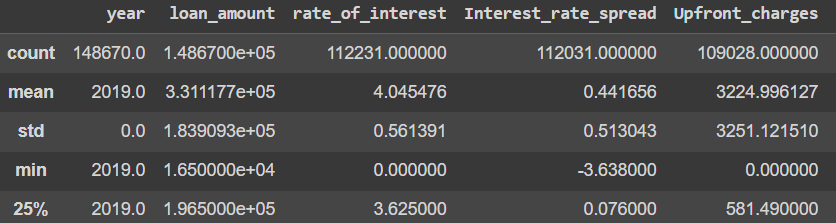 year loan_amount rate_of_interest Interest_rate_spread Upfront_charges
count 148670.0 1.486700e+05 112231.000000 112031.000000 109028.000000
mean 2019.0 3.311177e+05 4.045476 0.441656 3224.996127
std 0.0 1.839093e+05 0.561391 0.513043 3251.121510
min 2019.0 1.650000e+04 0.000000 -3.638000 0.000000
25% 2019.0 1.965000e+05 3.625000 0.076000 581.490000